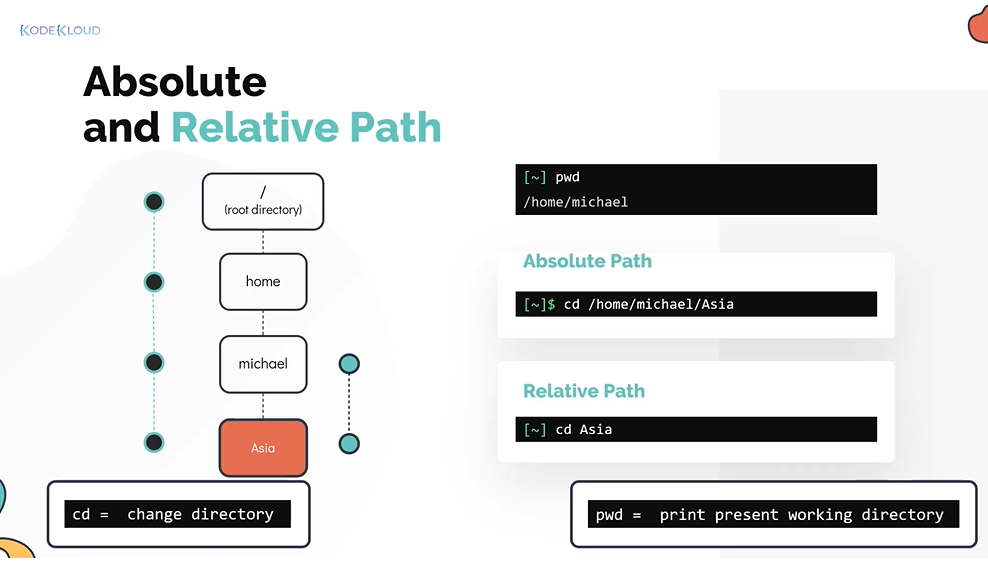 KODEKLOUD
Absolute
and Relative Path
/
(root directory)
home
michael
Asia
[~] pwd
/home/michael
Absolute Path
[~]$ cd /home/michael/Asia
Relative Path
[~] cd Asia
cd = change directory
pwd = print present working directory